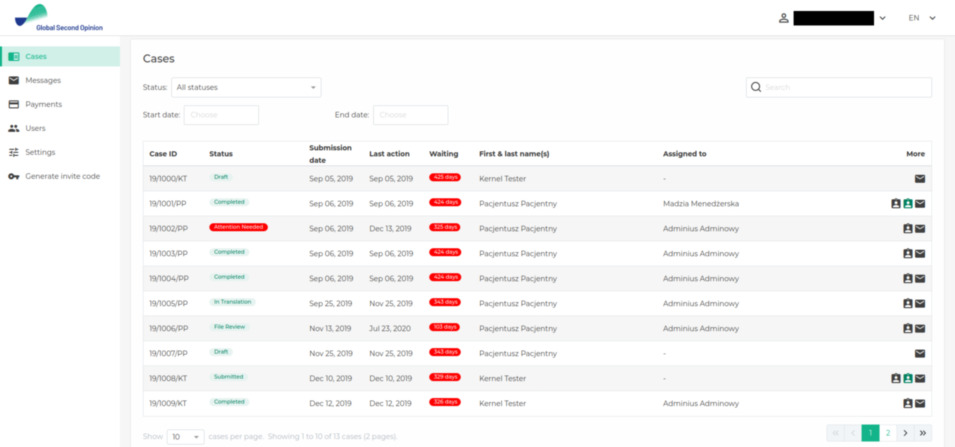 Global Second Opinion
EN
Cases
Messages
Payments
Users
Settings
Generate invite code
Cases
Status: All statuses
Search
Start date: Choose End date: Choose
Case ID Status Submission date Last action Waiting First & last name(s) Assigned to More
19/1000/KT Draft Sep 05, 2019 Sep 05, 2019 425 days Kernel Tester -
19/1001/PP Completed Sep 06, 2019 Sep 06, 2019 424 days Pacjentusz Pacjentny Madzia Menedżerska
19/1002/PP Attention Needed Sep 06, 2019 Dec 13, 2019 325 days Pacjentusz Pacjentny Adminius Adminowy
19/1003/PP Completed Sep 06, 2019 Sep 06, 2019 424 days Pacjentusz Pacjentny Adminius Adminowy
19/1004/PP Completed Sep 06, 2019 Sep 06, 2019 424 days Pacjentusz Pacjentny Adminius Adminowy
19/1005/PP In Translation Sep 25, 2019 Nov 25, 2019 343 days Pacjentusz Pacjentny Adminius Adminowy
19/1006/PP File Review Nov 13, 2019 Jul 23, 2020 103 days Pacjentusz Pacjentny Adminius Adminowy
19/1007/PP Draft Nov 25, 2019 Nov 25, 2019 343 days Pacjentusz Pacjentny -
19/1008/KT Submitted Dec 10, 2019 Dec 10, 2019 329 days Kernel Tester -
19/1009/KT Completed Dec 12, 2019 Dec 12, 2019 326 days Kernel Tester Adminius Adminowy
Show 10 cases per page. Showing 1 to 10 of 13 cases (2 pages). « ‹ 1 2 › »